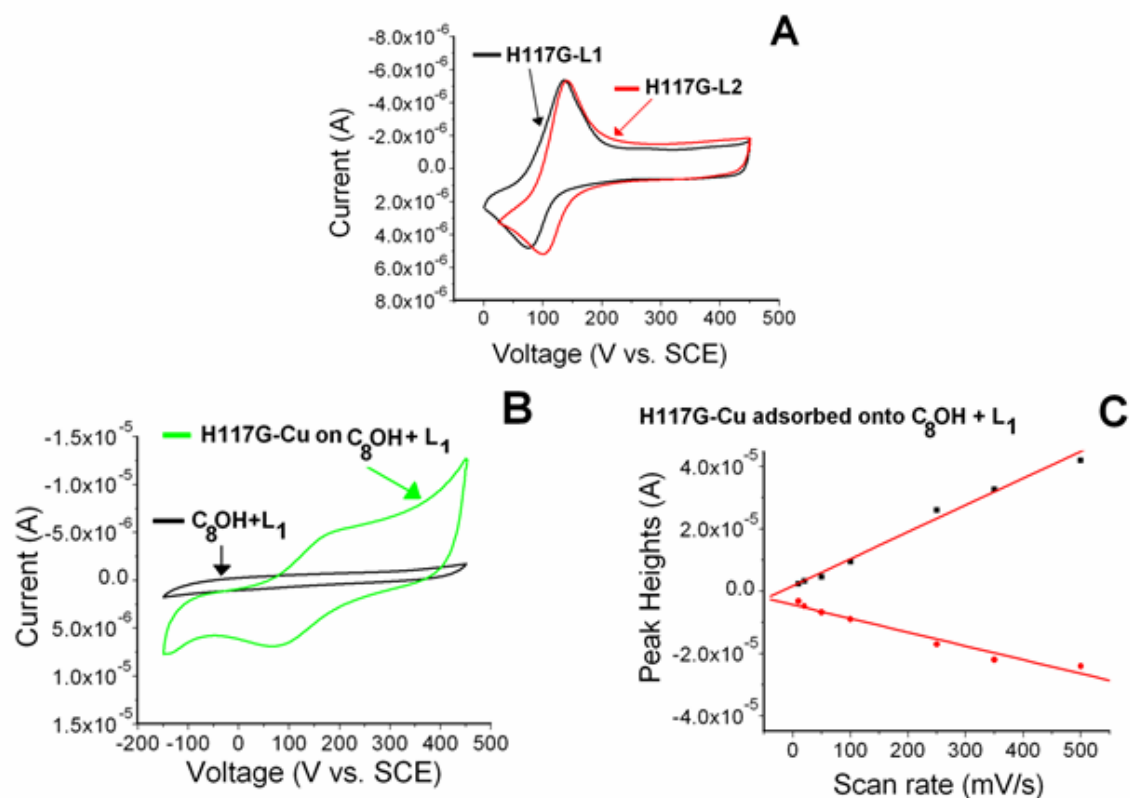 A
-8.0x10⁻⁶
-6.0x10⁻⁶
-4.0x10⁻⁶
-2.0x10⁻⁶
0.0
2.0x10⁻⁶
4.0x10⁻⁶
6.0x10⁻⁶
8.0x10⁻⁶
Current (A)
H117G-L1
H117G-L2
0 100 200 300 400 500
Voltage (V vs. SCE)
B
-1.5x10⁻⁵
-1.0x10⁻⁵
-5.0x10⁻⁶
0.0
5.0x10⁻⁶
1.0x10⁻⁵
1.5x10⁻⁵
Current (A)
H117G-Cu on C₈OH + L₁
C₈OH+L₁
-200 -100 0 100 200 300 400 500
Voltage (V vs. SCE)
C
H117G-Cu adsorbed onto C₈OH + L₁
4.0x10⁻⁵
2.0x10⁻⁵
0.0
-2.0x10⁻⁵
-4.0x10⁻⁵
Peak Heights (A)
0 100 200 300 400 500
Scan rate (mV/s)